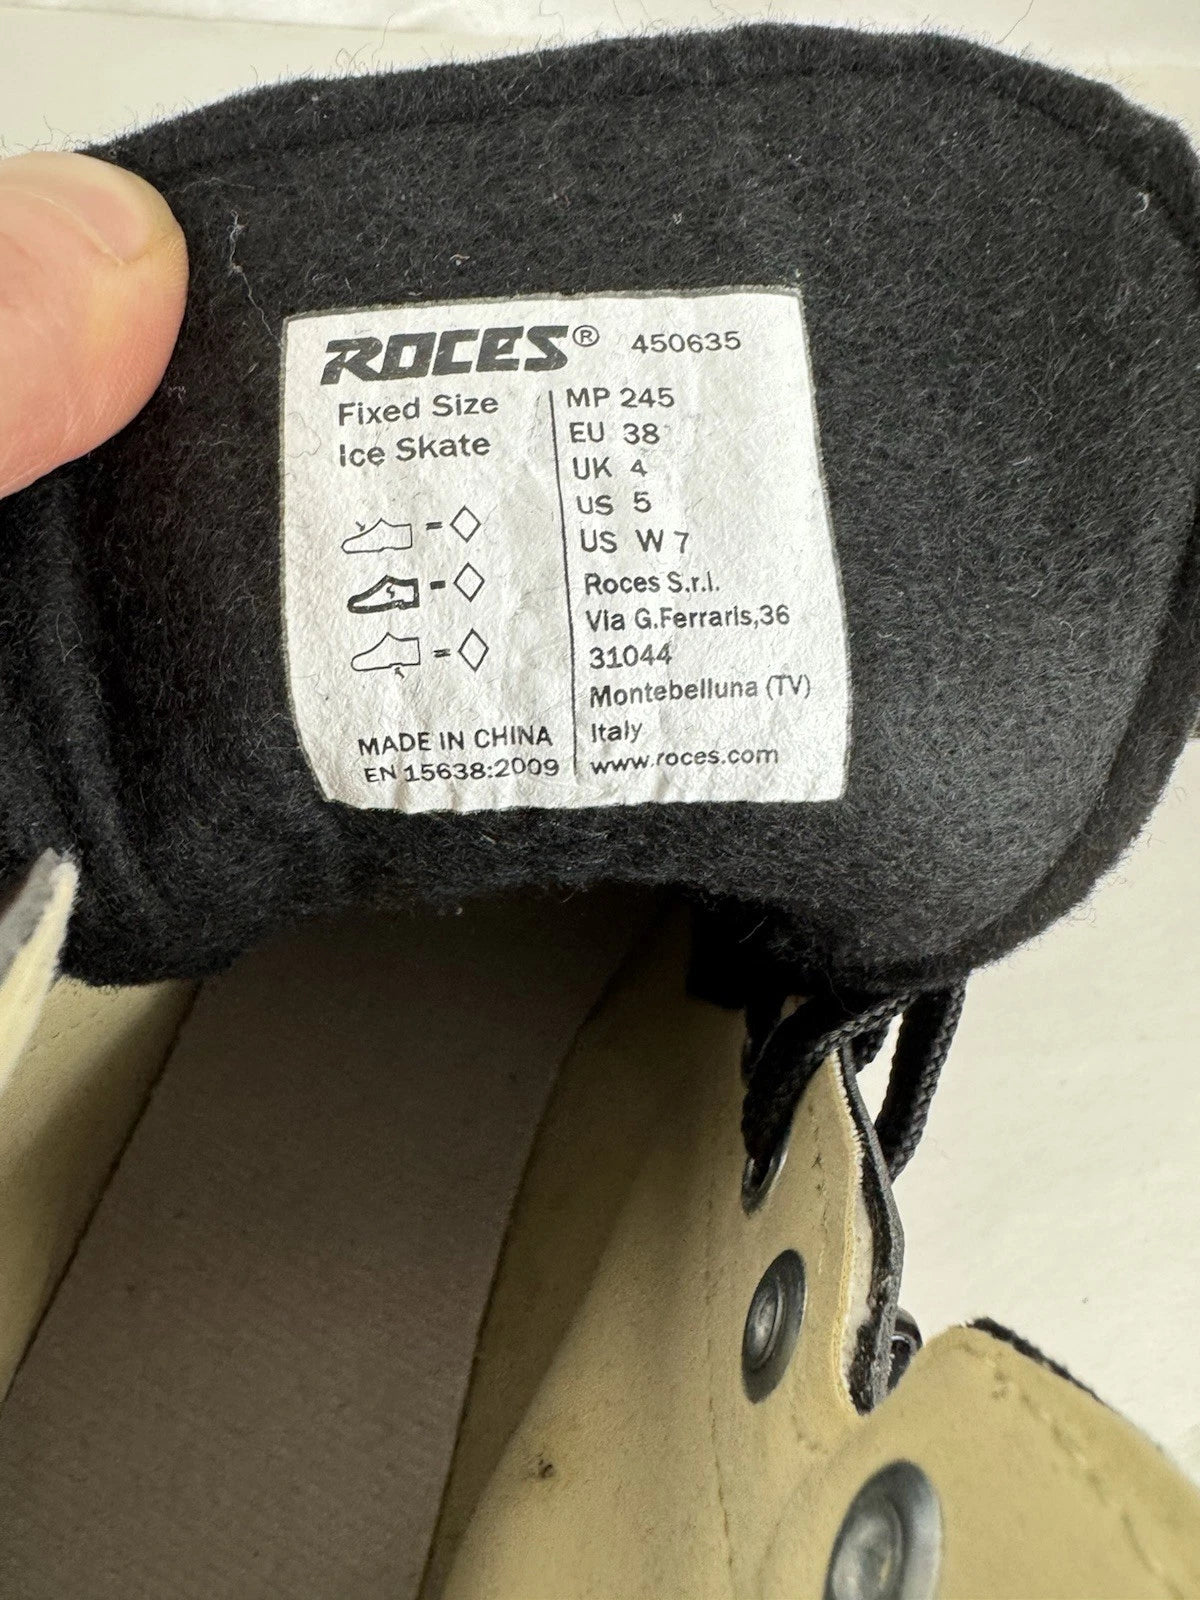 ROCES® 450635
Fixed Size
Ice Skate
MP 245
EU 38
UK 4
US 5
US W 7
Roces S.r.l.
Via G.Ferraris,36
31044
Montebelluna (TV)
Italy
www.roces.com
MADE IN CHINA
EN 15638:2009